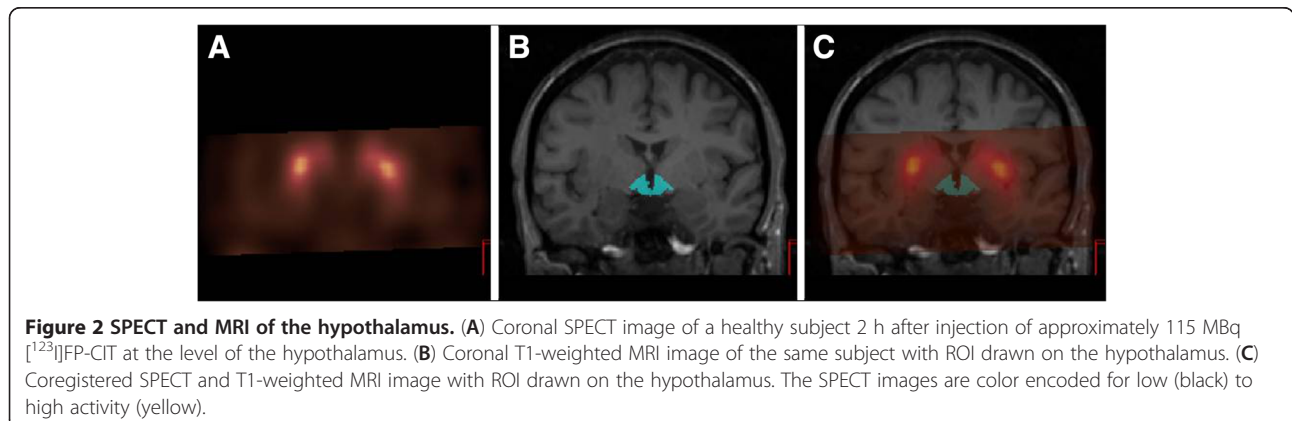 A
B
C
Figure 2 SPECT and MRI of the hypothalamus. (A) Coronal SPECT image of a healthy subject 2 h after injection of approximately 115 MBq
[¹²³I]FP-CIT at the level of the hypothalamus. (B) Coronal T1-weighted MRI image of the same subject with ROI drawn on the hypothalamus. (C)
Coregistered SPECT and T1-weighted MRI image with ROI drawn on the hypothalamus. The SPECT images are color encoded for low (black) to
high activity (yellow).